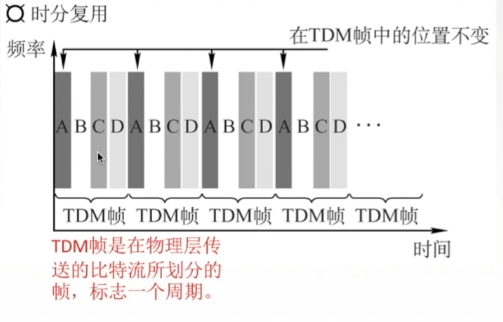 时分复用
频率
在TDM帧中的位置不变
A B C D A B C D A B C D A B C D ···
TDM帧 TDM帧 TDM帧 TDM帧 TDM帧
时间
TDM帧是在物理层传
送的比特流所划分的
帧，标志一个周期。